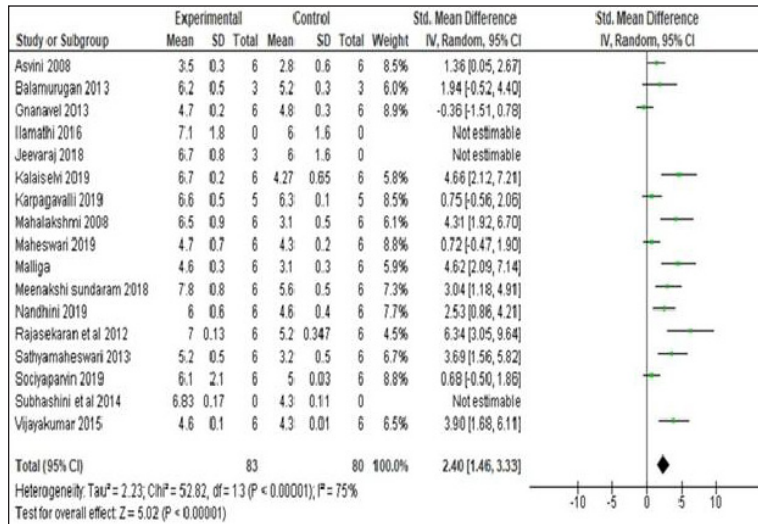 Experimental Control Std. Mean Difference Std. Mean Difference
Study or Subgroup Mean SD Total Mean SD Total Weight IV, Random, 95% CI IV, Random, 95% CI
Asvini 2008 3.5 0.3 6 2.8 0.6 6 8.5% 1.36 [0.05, 2.67]
Balamurugan 2013 6.2 0.5 3 5.2 0.3 3 6.0% 1.94 [-0.52, 4.40]
Gnanavel 2013 4.7 0.2 6 4.8 0.3 6 8.9% -0.36 [-1.51, 0.78]
Ilamathi 2016 7.1 1.8 0 6 1.6 0 Not estimable
Jeevaraj 2018 6.7 0.8 3 6 1.6 0 Not estimable
Kalaiselvi 2019 6.7 0.2 6 4.27 0.65 6 5.8% 4.66 [2.12, 7.21]
Karpagavalli 2019 6.6 0.5 5 6.3 0.1 5 8.5% 0.75 [-0.56, 2.06]
Mahalakshmi 2008 6.5 0.9 6 3.1 0.5 6 6.1% 4.31 [1.92, 6.70]
Maheswari 2019 4.7 0.7 6 4.3 0.2 6 8.8% 0.72 [-0.47, 1.90]
Malliga 4.6 0.3 6 3.1 0.3 6 5.9% 4.62 [2.09, 7.14]
Meenakshi sundaram 2018 7.8 0.8 6 5.6 0.5 6 7.3% 3.04 [1.18, 4.91]
Nandhini 2019 6 0.6 6 4.6 0.4 6 7.7% 2.53 [0.86, 4.21]
Rajasekaran et al 2012 7 0.13 6 5.2 0.347 6 4.5% 6.34 [3.05, 9.64]
Sathyamaheswari 2013 5.2 0.5 6 3.2 0.5 6 6.6% 3.69 [1.56, 5.82]
Sociyaparvin 2019 6.1 2.1 6 5 0.03 6 8.8% 0.68 [-0.50, 1.86]
Subhashini et al 2014 6.83 0.17 0 4.3 0.11 0 Not estimable
Vijayakumar 2015 4.6 0.1 6 4.3 0.01 6 6.5% 3.90 [1.68, 6.11]
Total (95% CI) 83 80 100.0% 2.40 [1.46, 3.33]
Heterogeneity: Tau² = 2.23; Chi² = 52.82, df = 13 (P < 0.00001); I² = 75%
Test for overall effect: Z = 5.02 (P < 0.00001)
-10 -5 0 5 10